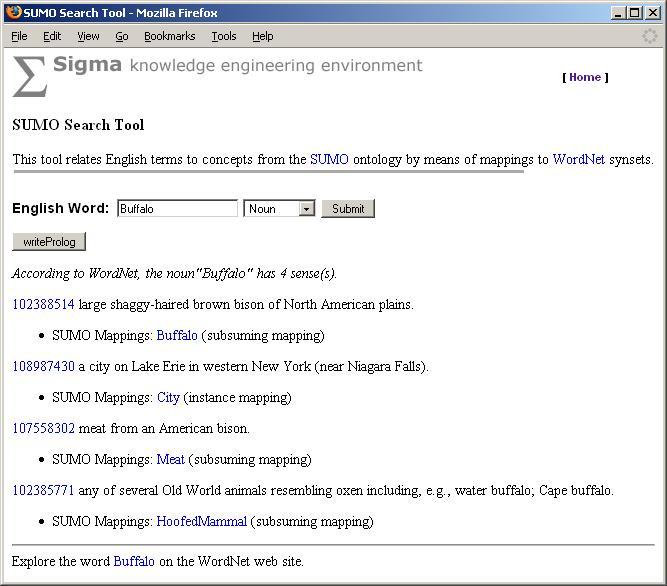 SUMO Search Tool - Mozilla Firefox
File Edit View Go Bookmarks Tools Help
Σ Sigma knowledge engineering environment
[ Home ]
SUMO Search Tool
This tool relates English terms to concepts from the SUMO ontology by means of mappings to WordNet synsets.
English Word: Buffalo Noun Submit
writeProlog
According to WordNet, the noun"Buffalo" has 4 sense(s).
102388514 large shaggy-haired brown bison of North American plains.
• SUMO Mappings: Buffalo (subsuming mapping)
108987430 a city on Lake Erie in western New York (near Niagara Falls).
• SUMO Mappings: City (instance mapping)
107558302 meat from an American bison.
• SUMO Mappings: Meat (subsuming mapping)
102385771 any of several Old World animals resembling oxen including, e.g., water buffalo; Cape buffalo.
• SUMO Mappings: HoofedMammal (subsuming mapping)
Explore the word Buffalo on the WordNet web site.